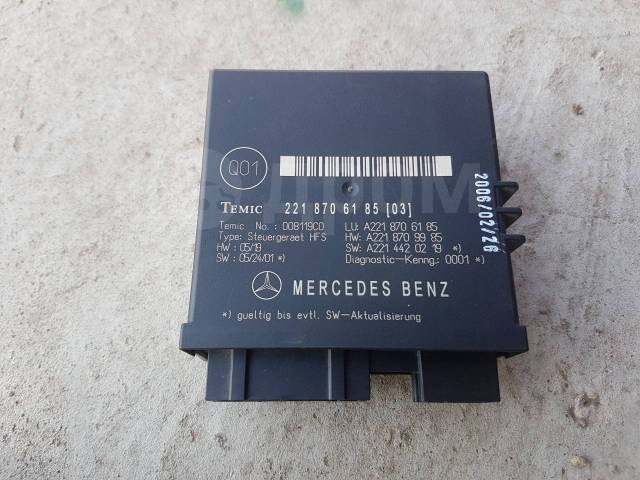 Q01
TEMIC 221 870 61 85 [03]
Temic No.: 008119C0 LU: A221 870 61 85
Type: Steuergeraet HFS HW: A221 870 99 85
HW: 05/19 SW: A221 442 02 19 *)
SW: 05/24/01 *) Diagnostic-Kenng.: 0001 *)
MERCEDES BENZ
*) gueltig bis evtl. SW-Aktualisierung
2006/02/26